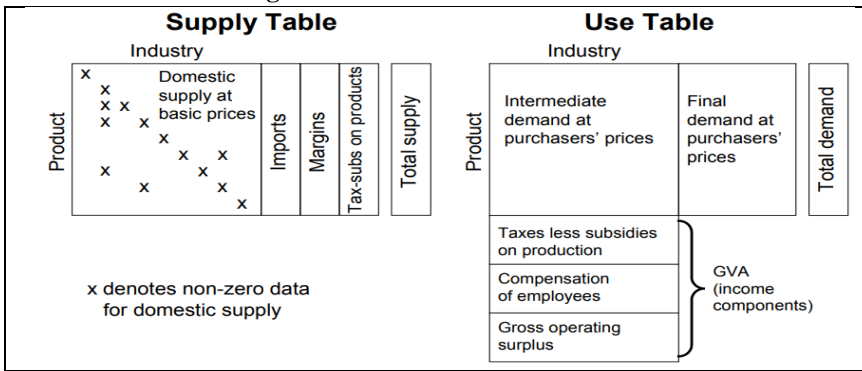 Supply Table
Industry
Product
x
x
x x
x x
x
x x
x x
x x
x
Domestic
supply at
basic prices
Imports
Margins
Tax-subs on products
Total supply
x denotes non-zero data
for domestic supply
Use Table
Industry
Product
Intermediate
demand at
purchasers' prices
Final
demand at
purchasers'
prices
Total demand
Taxes less subsidies
on production
Compensation
of employees
Gross operating
surplus
GVA
(income
components)